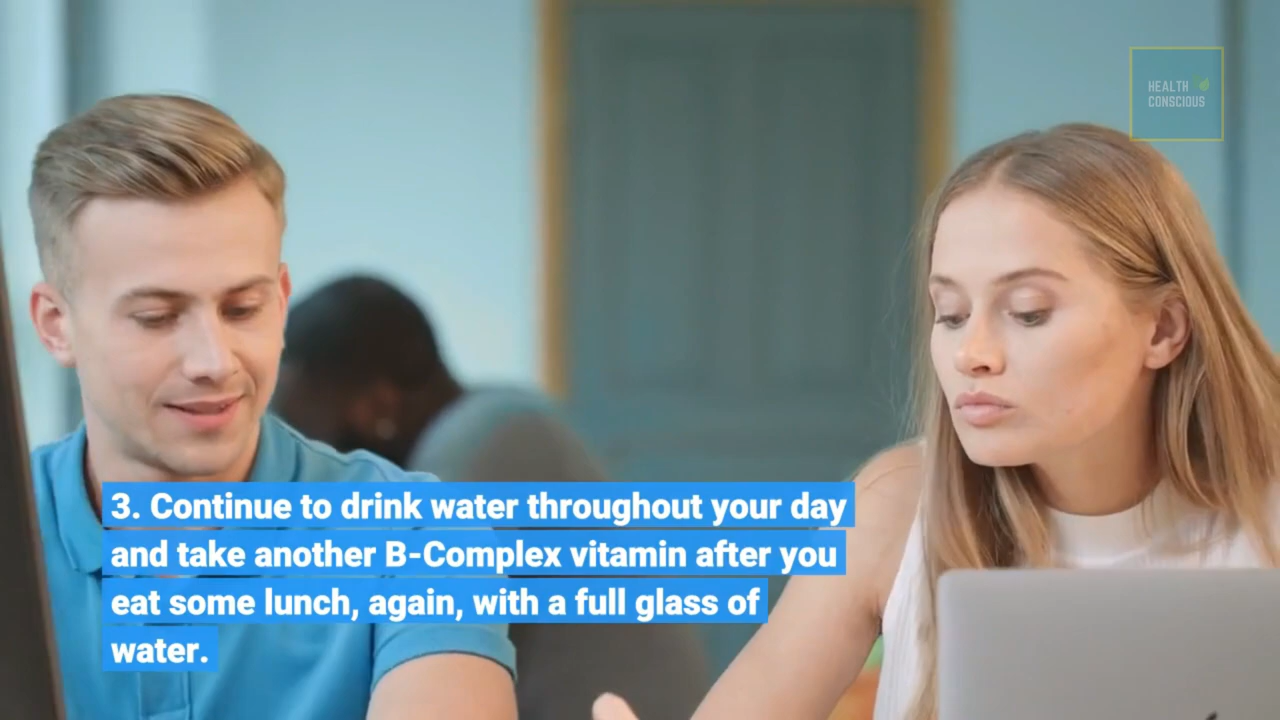 HEALTH
CONSCIOUS
3. Continue to drink water throughout your day
and take another B-Complex vitamin after you
eat some lunch, again, with a full glass of
water.